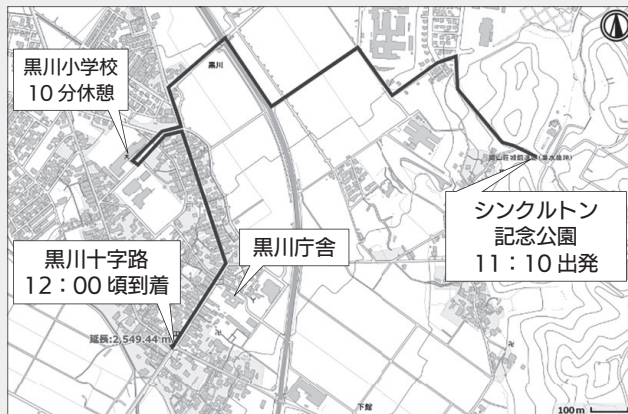 黒川小学校
10 分休憩
黒川
シンクルトン
記念公園
11：10 出発
黒川十字路
12：00 頃到着
黒川庁舎
延長:2,549.44 m
下館
100 m